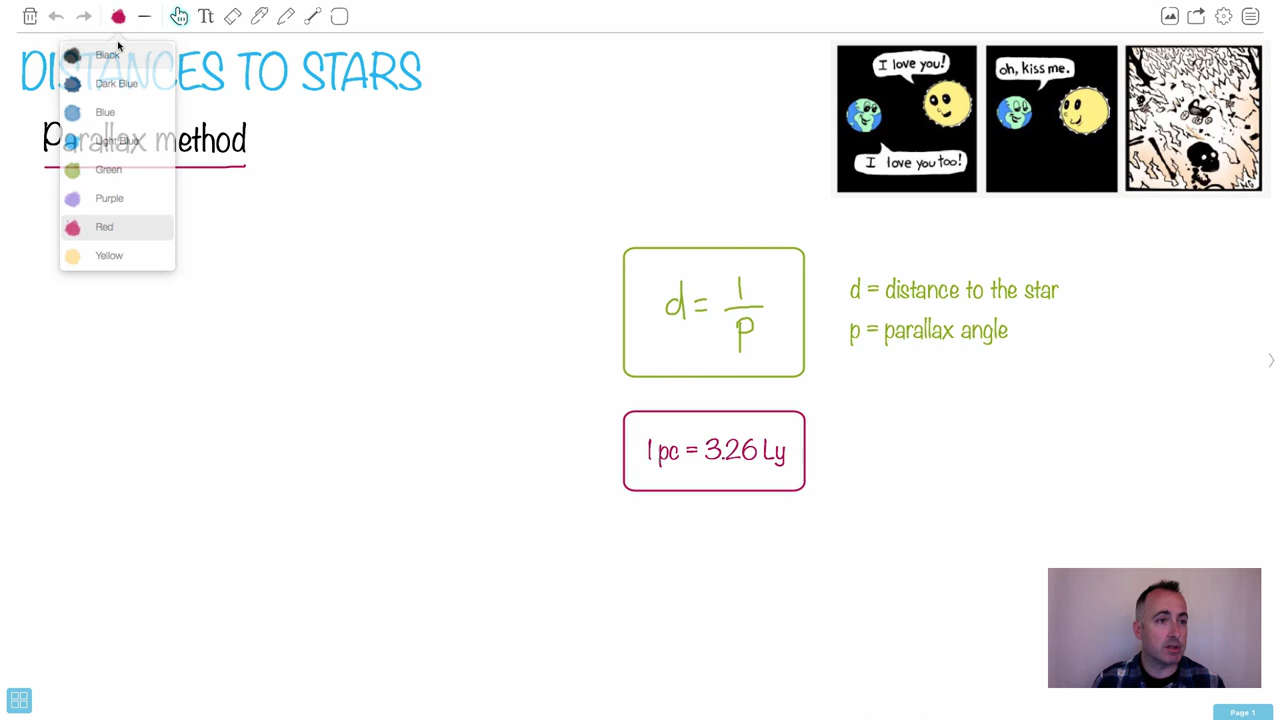 Tt
DISTANCES TO STARS
Black
Dark Blue
Blue
Parallax method
Light Blue
Green
Purple
Red
Yellow
I love you!
I love you too!
oh, kiss me.
d = 1/p
d = distance to the star
p = parallax angle
1 pc = 3.26 Ly
Page 1